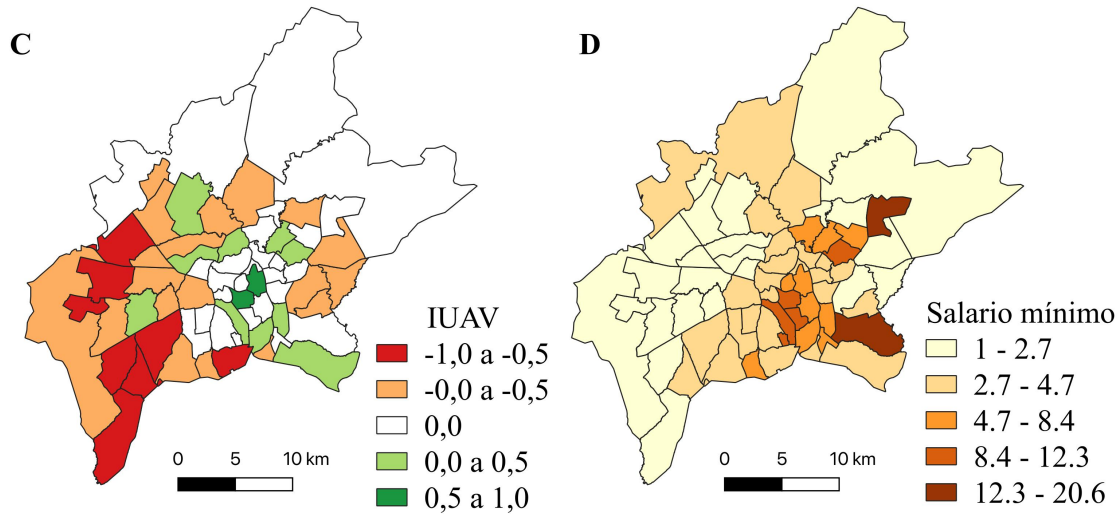 C
IUAV
-1,0 a -0,5
-0,0 a -0,5
0,0
0,0 a 0,5
0,5 a 1,0
0 5 10 km
D
Salario mínimo
1 - 2.7
2.7 - 4.7
4.7 - 8.4
8.4 - 12.3
12.3 - 20.6
0 5 10 km